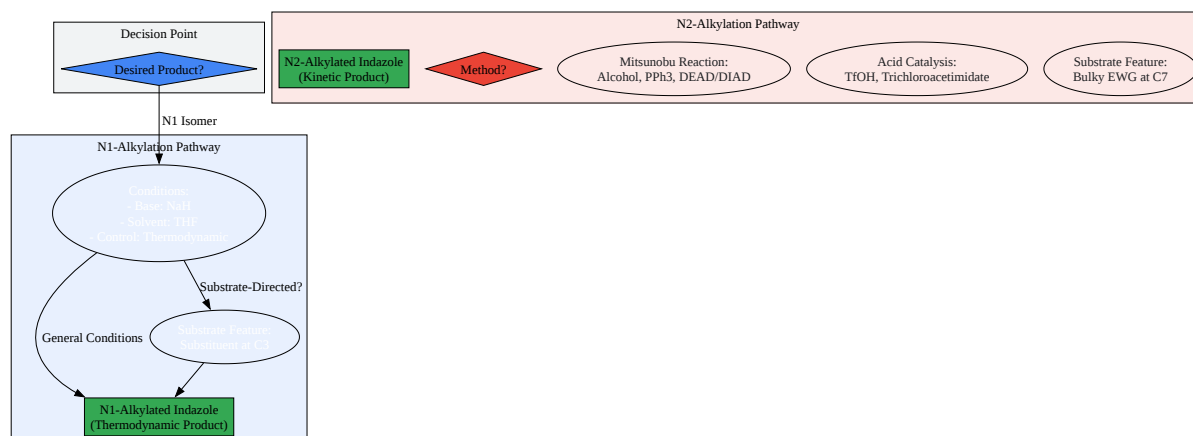 Decision Point
Desired Product?
N1 Isomer
N1-Alkylation Pathway
Conditions:
- Base: NaH
- Solvent: THF
- Control: Thermodynamic
Substrate-Directed?
General Conditions
Substrate Feature:
Substituent at C3
N1-Alkylated Indazole
(Thermodynamic Product)
N2-Alkylation Pathway
N2-Alkylated Indazole
(Kinetic Product)
Method?
Mitsunobu Reaction:
Alcohol, PPh3, DEAD/DIAD
Acid Catalysis:
TfOH, Trichloroacetimidate
Substrate Feature:
Bulky EWG at C7